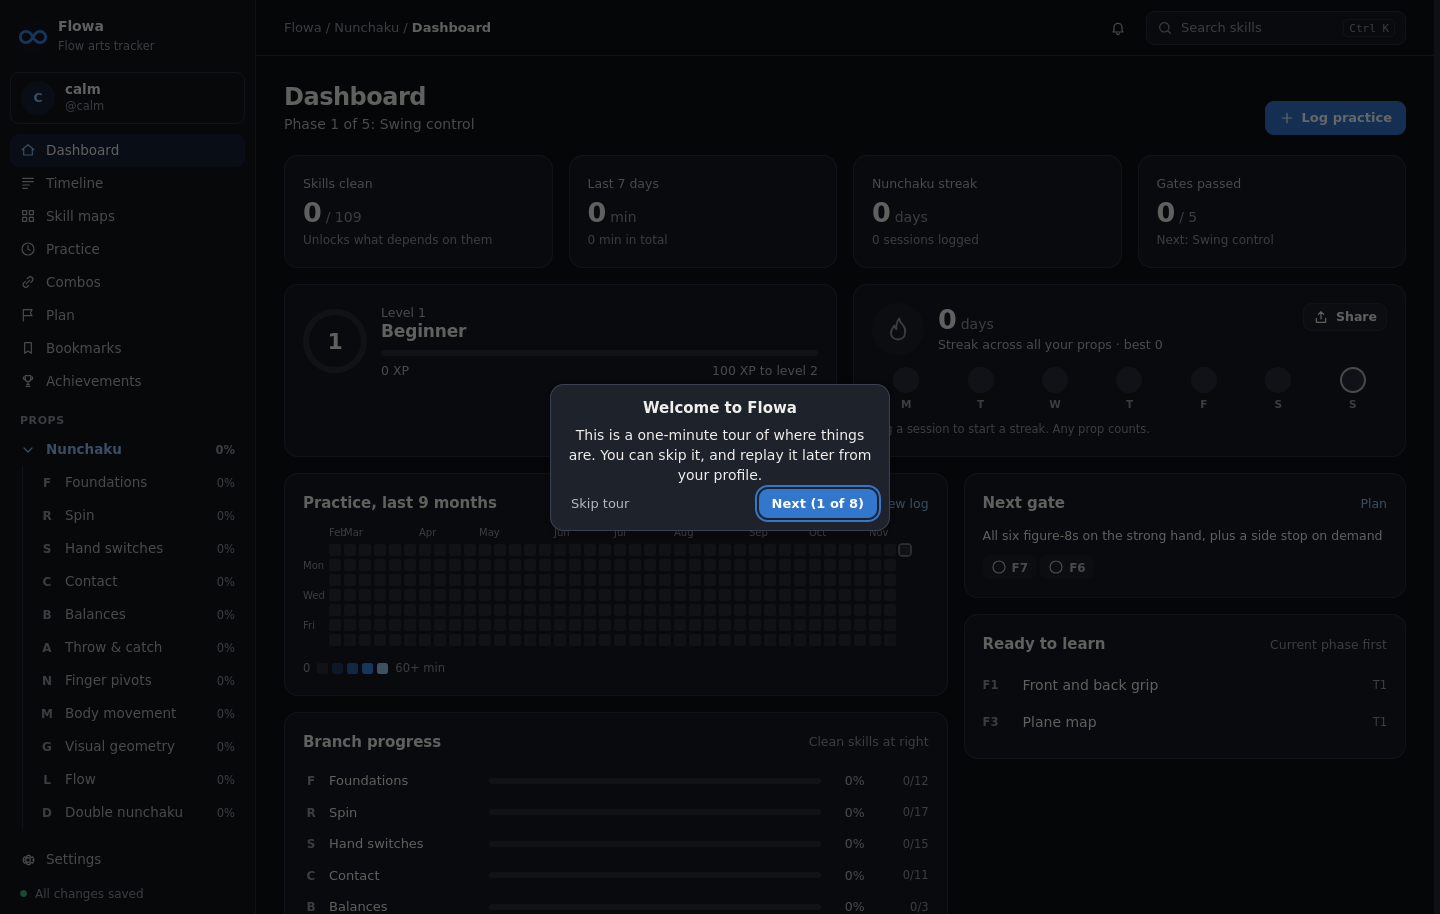 Flowa
Flow arts tracker
C
calm
@calm
Dashboard
Timeline
Skill maps
Practice
Combos
Plan
Bookmarks
Achievements
PROPS
Nunchaku 0%
F Foundations 0%
R Spin 0%
S Hand switches 0%
C Contact 0%
B Balances 0%
A Throw & catch 0%
N Finger pivots 0%
M Body movement 0%
G Visual geometry 0%
L Flow 0%
D Double nunchaku 0%
Settings
All changes saved
Flowa / Nunchaku / Dashboard
Search skills Ctrl K
Dashboard
Phase 1 of 5: Swing control
+ Log practice
Skills clean
0 / 109
Unlocks what depends on them
Last 7 days
0 min
0 min in total
Nunchaku streak
0 days
0 sessions logged
Gates passed
0 / 5
Next: Swing control
1
Level 1
Beginner
0 XP 100 XP to level 2
0 days
Streak across all your props · best 0
Share
M T W T F S S
a session to start a streak. Any prop counts.
Welcome to Flowa
This is a one-minute tour of where things
are. You can skip it, and replay it later from
your profile.
Skip tour Next (1 of 8)
Practice, last 9 months
log
Feb Mar Apr May Jun Jul Aug Sep Oct Nov
Mon
Wed
Fri
0 60+ min
Next gate Plan
All six figure-8s on the strong hand, plus a side stop on demand
F7 F6
Ready to learn Current phase first
F1 Front and back grip T1
F3 Plane map T1
Branch progress Clean skills at right
F Foundations 0% 0/12
R Spin 0% 0/17
S Hand switches 0% 0/15
C Contact 0% 0/11
B Balances 0% 0/3